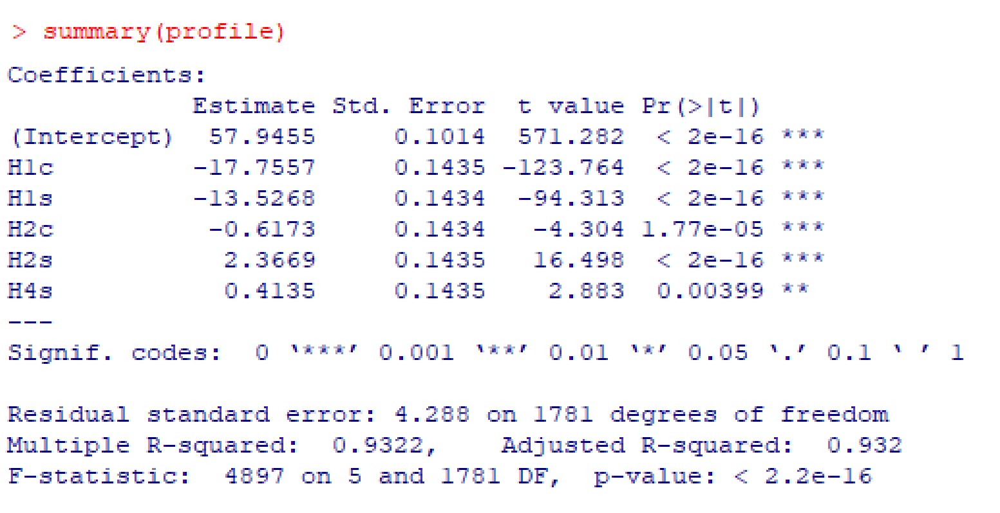 > summary(profile)
Coefficients:
Estimate Std. Error t value Pr(>|t|)
(Intercept) 57.9455 0.1014 571.282 < 2e-16 ***
H1c -17.7557 0.1435 -123.764 < 2e-16 ***
H1s -13.5268 0.1434 -94.313 < 2e-16 ***
H2c -0.6173 0.1434 -4.304 1.77e-05 ***
H2s 2.3669 0.1435 16.498 < 2e-16 ***
H4s 0.4135 0.1435 2.883 0.00399 **
---
Signif. codes: 0 ‘***’ 0.001 ‘**’ 0.01 ‘*’ 0.05 ‘.’ 0.1 ‘ ’ 1
Residual standard error: 4.288 on 1781 degrees of freedom
Multiple R-squared: 0.9322, Adjusted R-squared: 0.932
F-statistic: 4897 on 5 and 1781 DF, p-value: < 2.2e-16